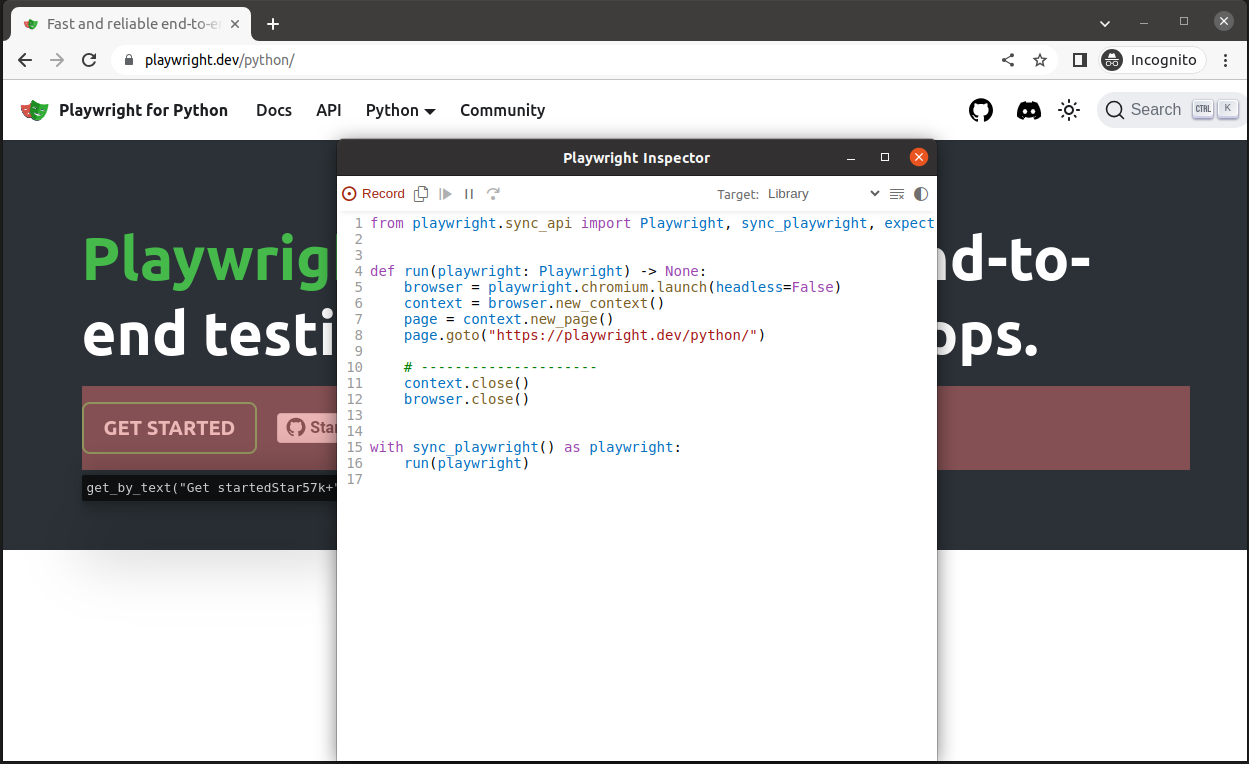 Fast and reliable end-to-e
playwright.dev/python/
Incognito
Playwright for Python
Docs
API
Python
Community
Search
CTRL
K
Playwright Inspector
Record
Target:
Library
Playwrig
nd-to-
end testi
ops.
GET STARTED
Star
get_by_text("Get startedStar57k+"
1 from playwright.sync_api import Playwright, sync_playwright, expect
2
3
4 def run(playwright: Playwright) -> None:
5     browser = playwright.chromium.launch(headless=False)
6     context = browser.new_context()
7     page = context.new_page()
8     page.goto("https://playwright.dev/python/")
9
10     # ---------------------
11     context.close()
12     browser.close()
13
14
15 with sync_playwright() as playwright:
16     run(playwright)
17